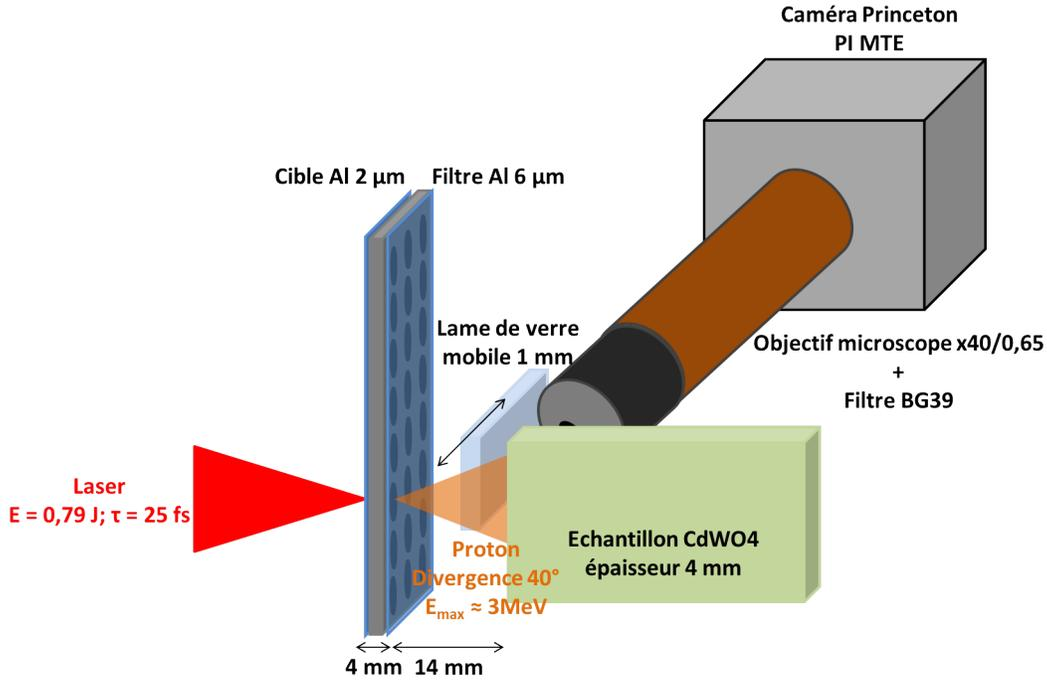 Caméra Princeton
PI MTE
Cible Al 2 µm
Filtre Al 6 µm
Lame de verre
mobile 1 mm
Objectif microscope x40/0,65
+
Filtre BG39
Laser
E = 0,79 J; τ = 25 fs
Echantillon CdWO4
épaisseur 4 mm
Proton
Divergence 40°
Emax ≈ 3MeV
4 mm
14 mm